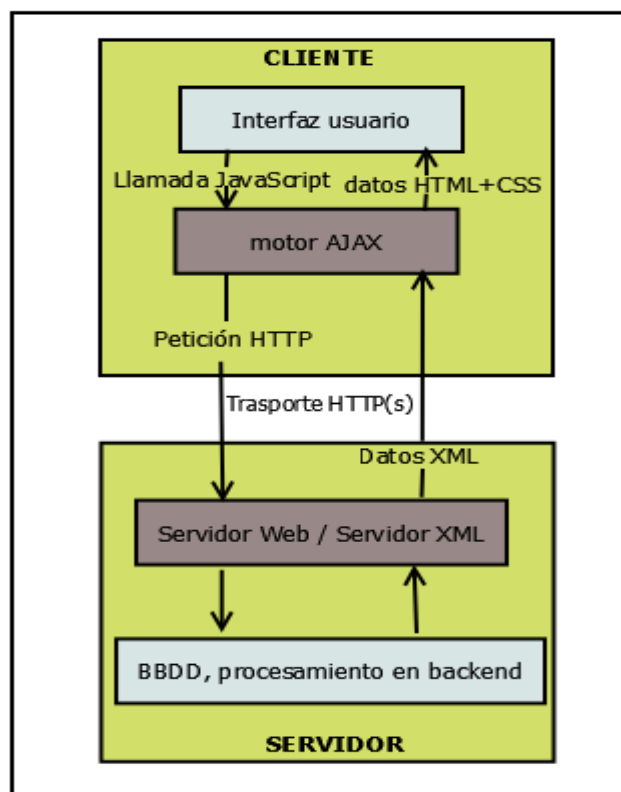 CLIENTE
Interfaz usuario
Llamada JavaScript
datos HTML+CSS
motor AJAX
Petición HTTP
Trasporte HTTP(s)
Datos XML
Servidor Web / Servidor XML
BBDD, procesamiento en backend
SERVIDOR